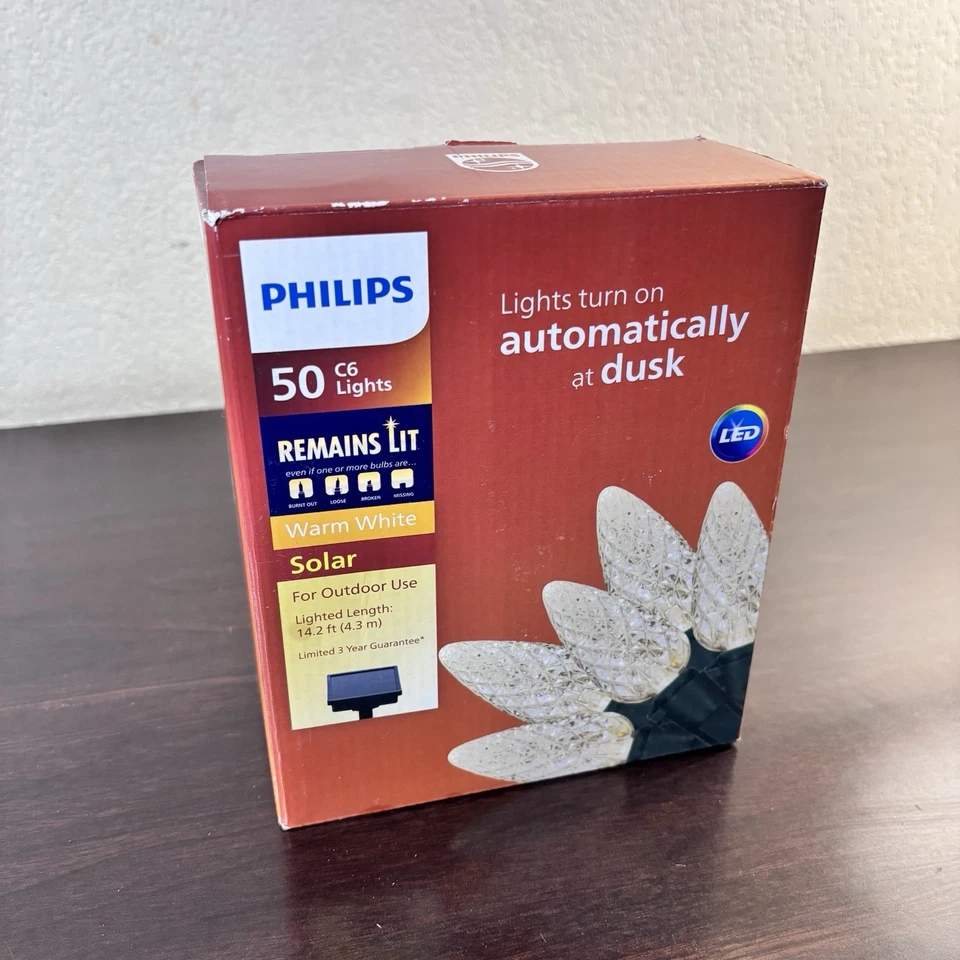 PHILIPS
PHILIPS
50 C6
Lights
REMAINS LIT
even if one or more bulbs are...
BURNT OUT LOOSE BROKEN MISSING
Warm White
Solar
For Outdoor Use
Lighted Length:
14.2 ft (4.3 m)
Limited 3 Year Guarantee*
Lights turn on
automatically
at dusk
LED